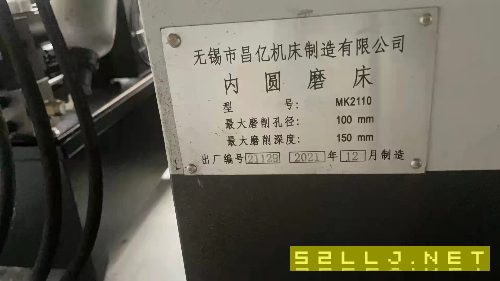 无锡市昌亿机床制造有限公司
内圆磨床
型号: MK2110
最大磨削孔径: 100 mm
最大磨削深度: 150 mm
出厂编号 21129 2021 年 12 月制造
52LLJ.NET